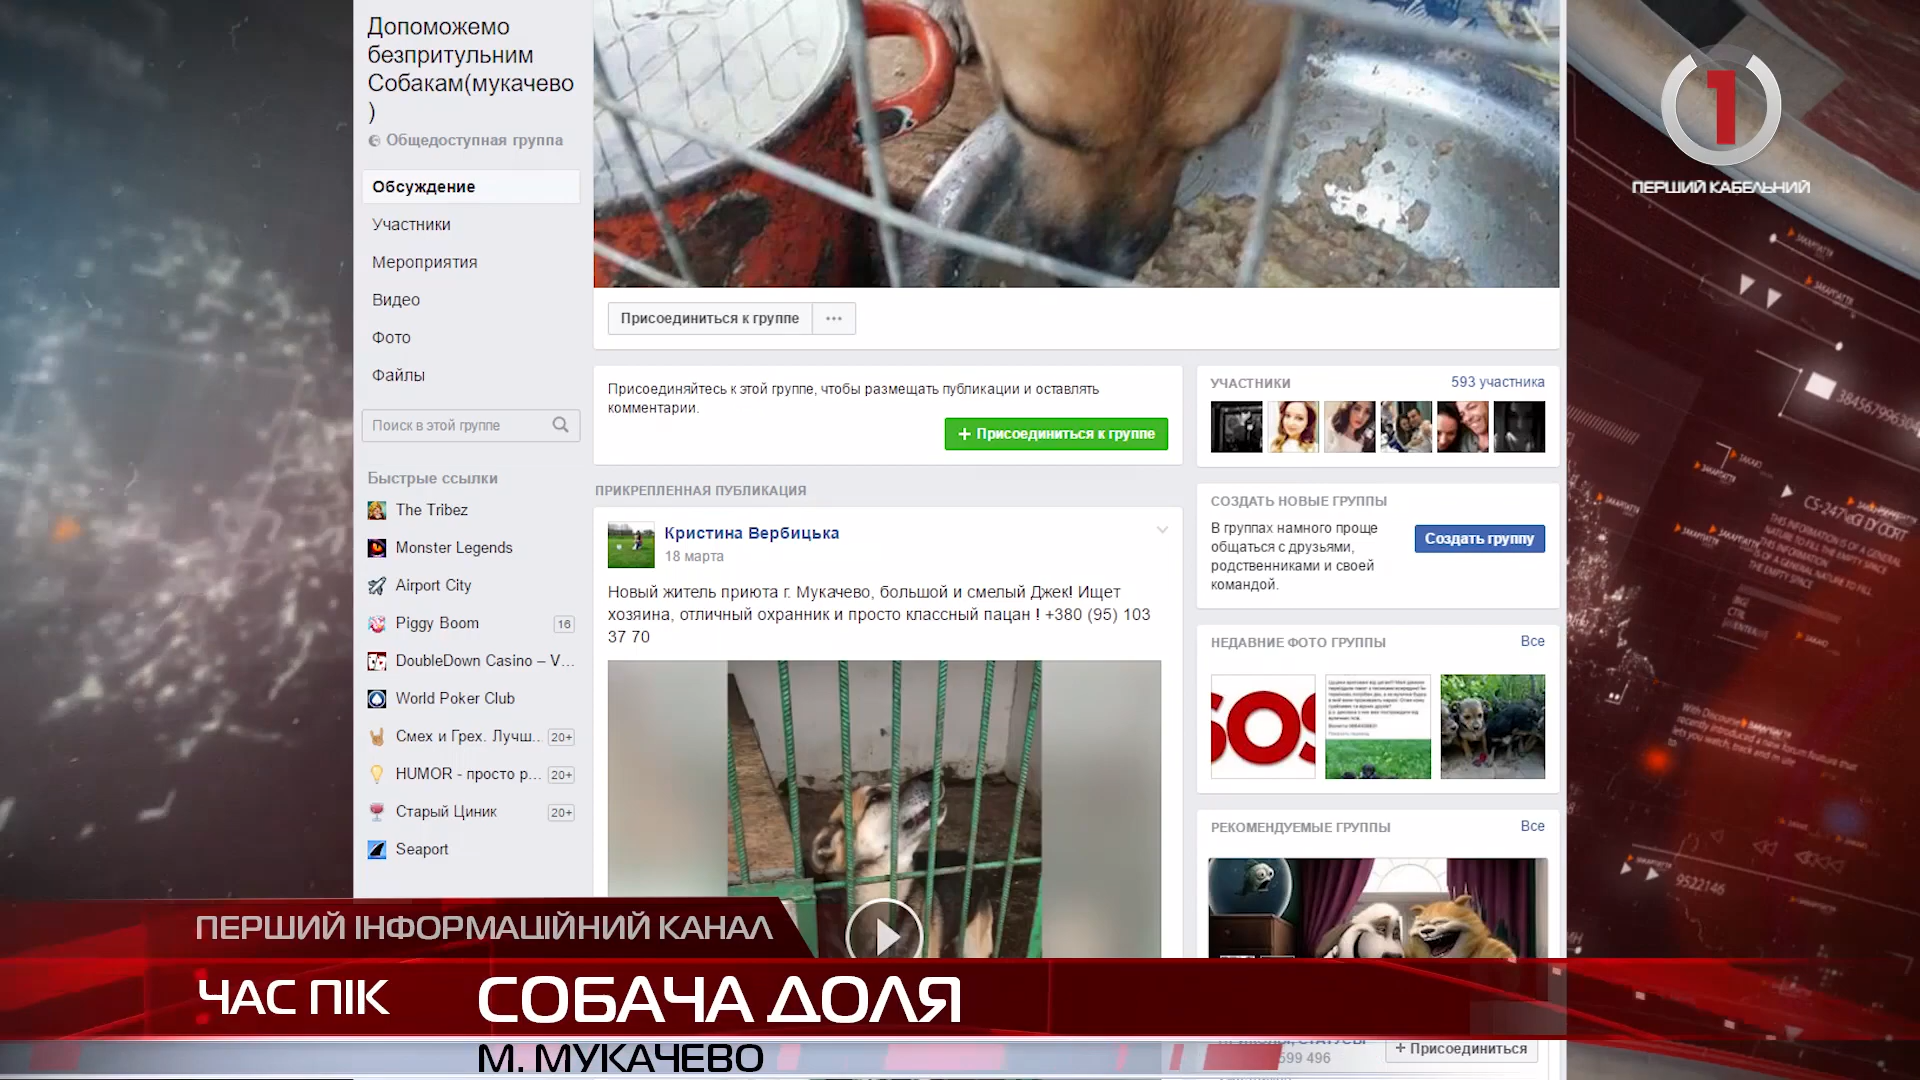 Допоможемо
безпритульним
Собакам(мукачево
)
Общедоступная группа
Обсуждение
Участники
Мероприятия
Видео
Фото
Файлы
Поиск в этой группе
Быстрые ссылки
The Tribez
Monster Legends
Airport City
Piggy Boom 16
DoubleDown Casino – V...
World Poker Club
Смех и Грех. Лучш... 20+
HUMOR - просто р... 20+
Старый Циник 20+
Seaport
Присоединиться к группе
Присоединяйтесь к этой группе, чтобы размещать публикации и оставлять
комментарии.
+ Присоединиться к группе
ПРИКРЕПЛЕННАЯ ПУБЛИКАЦИЯ
Кристина Вербицька
18 марта
Новый житель приюта г. Мукачево, большой и смелый Джек! Ищет
хозяина, отличный охранник и просто классный пацан ! +380 (95) 103
37 70
УЧАСТНИКИ 593 участника
СОЗДАТЬ НОВЫЕ ГРУППЫ
В группах намного проще
общаться с друзьями,
родственниками и своей
командой.
Создать группу
НЕДАВНИЕ ФОТО ГРУППЫ Все
SOS
РЕКОМЕНДУЕМЫЕ ГРУППЫ Все
599 496
+ Присоединиться
1
ПЕРШИЙ КАБЕЛЬНИЙ
9522146
ПЕРШИЙ ІНФОРМАЦІЙНИЙ КАНАЛ
ЧАС ПІК
СОБАЧА ДОЛЯ
М. МУКАЧЕВО